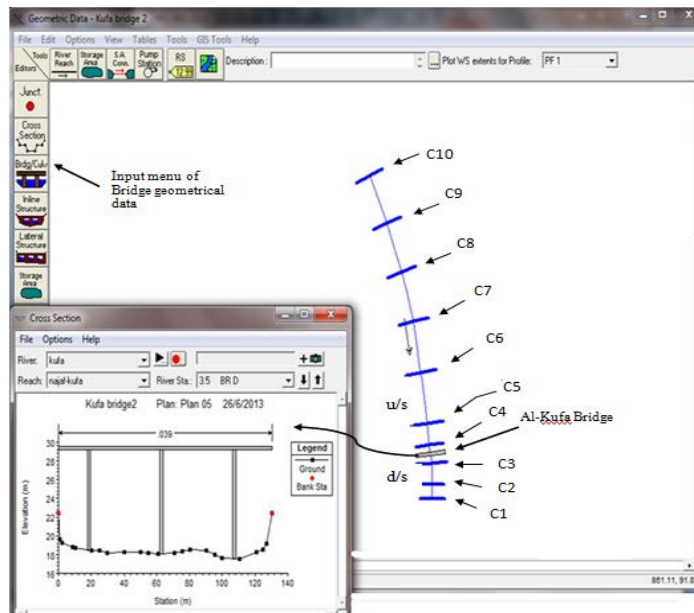 Geometric Data - Kufa bridge 2
File Edit Options View Tables Tools GIS Tools Help
Tools
Editors
River Reach
Storage Area
S.A. Conn.
Pump Station
RS
Description :
...
Plot WS extents for Profile:
PF 1
Junct.
Cross Section
Brdg/Culv
Inline Structure
Lateral Structure
Storage Area
Input menu of
Bridge geometrical
data
C10
C9
C8
C7
C6
u/s
C5
C4
Al-Kufa Bridge
C3
d/s
C2
C1
Cross Section
File Options Help
River: kufa
Reach: najaf-kufa River Sta.: 3.5 BR D
Kufa bridge2 Plan: Plan 05 26/6/2013
.039
Legend
Ground
Bank Sta
Elevation (m)
30
28
26
24
22
20
18
16
0 20 40 60 80 100 120 140
Station (m)
861.11, 91.8